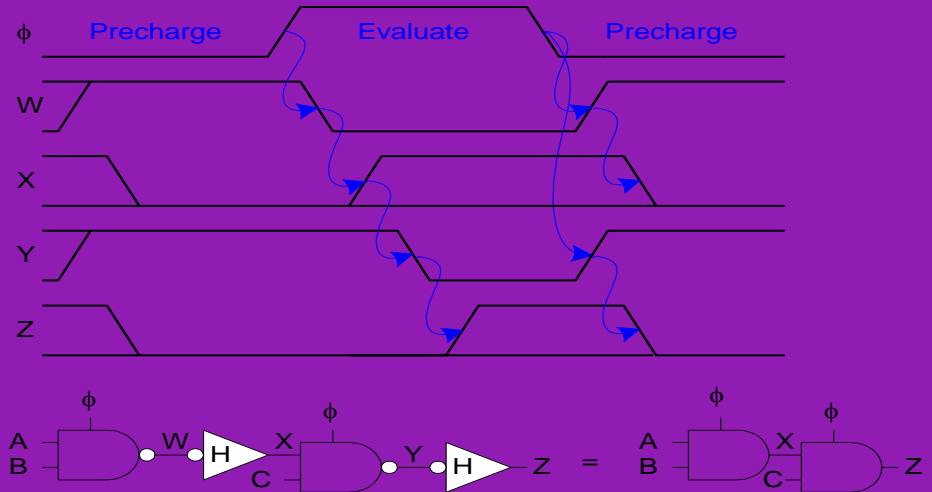 ϕ Precharge Evaluate Precharge
W
X
Y
Z
ϕ ϕ ϕ ϕ
A W H X Y H Z = A X Z
B C B C